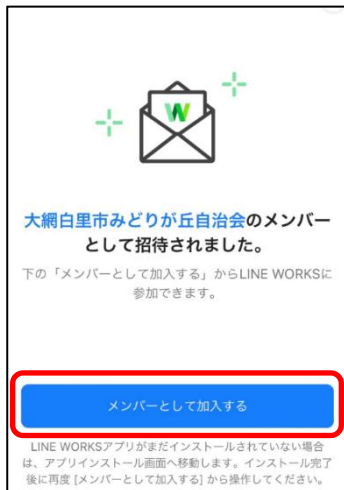 W
大網白里市みどりが丘自治会のメンバー
として招待されました。
下の「メンバーとして加入する」からLINE WORKSに
参加できます。
メンバーとして加入する
LINE WORKSアプリがまだインストールされていない場合
は、アプリインストール画面へ移動します。インストール完了
後に再度 [メンバーとして加入する] から操作してください。